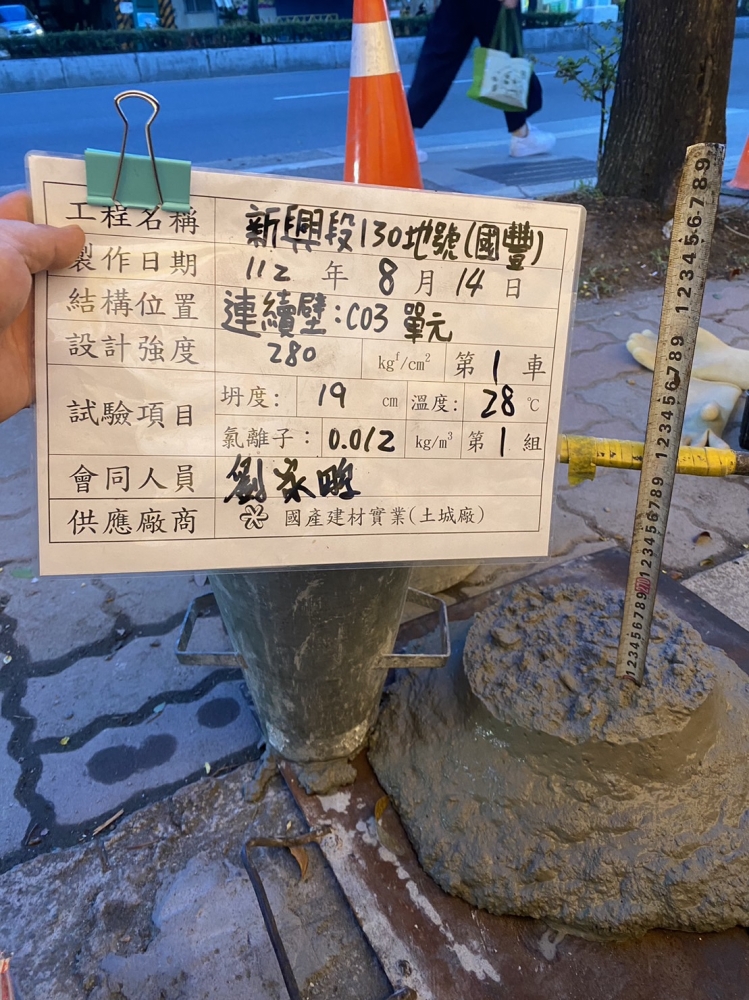 工程名稱 新興段130地號(國豐)
製作日期 112 年 8 月 14 日
結構位置 連續壁:C03 單元
設計強度 280 kgf/cm² 第 1 車
試驗項目 坍度: 19 cm 溫度: 28 ℃
氯離子: 0.012 kg/m³ 第 1 組
會同人員
供應廠商 國產建材實業(土城廠)